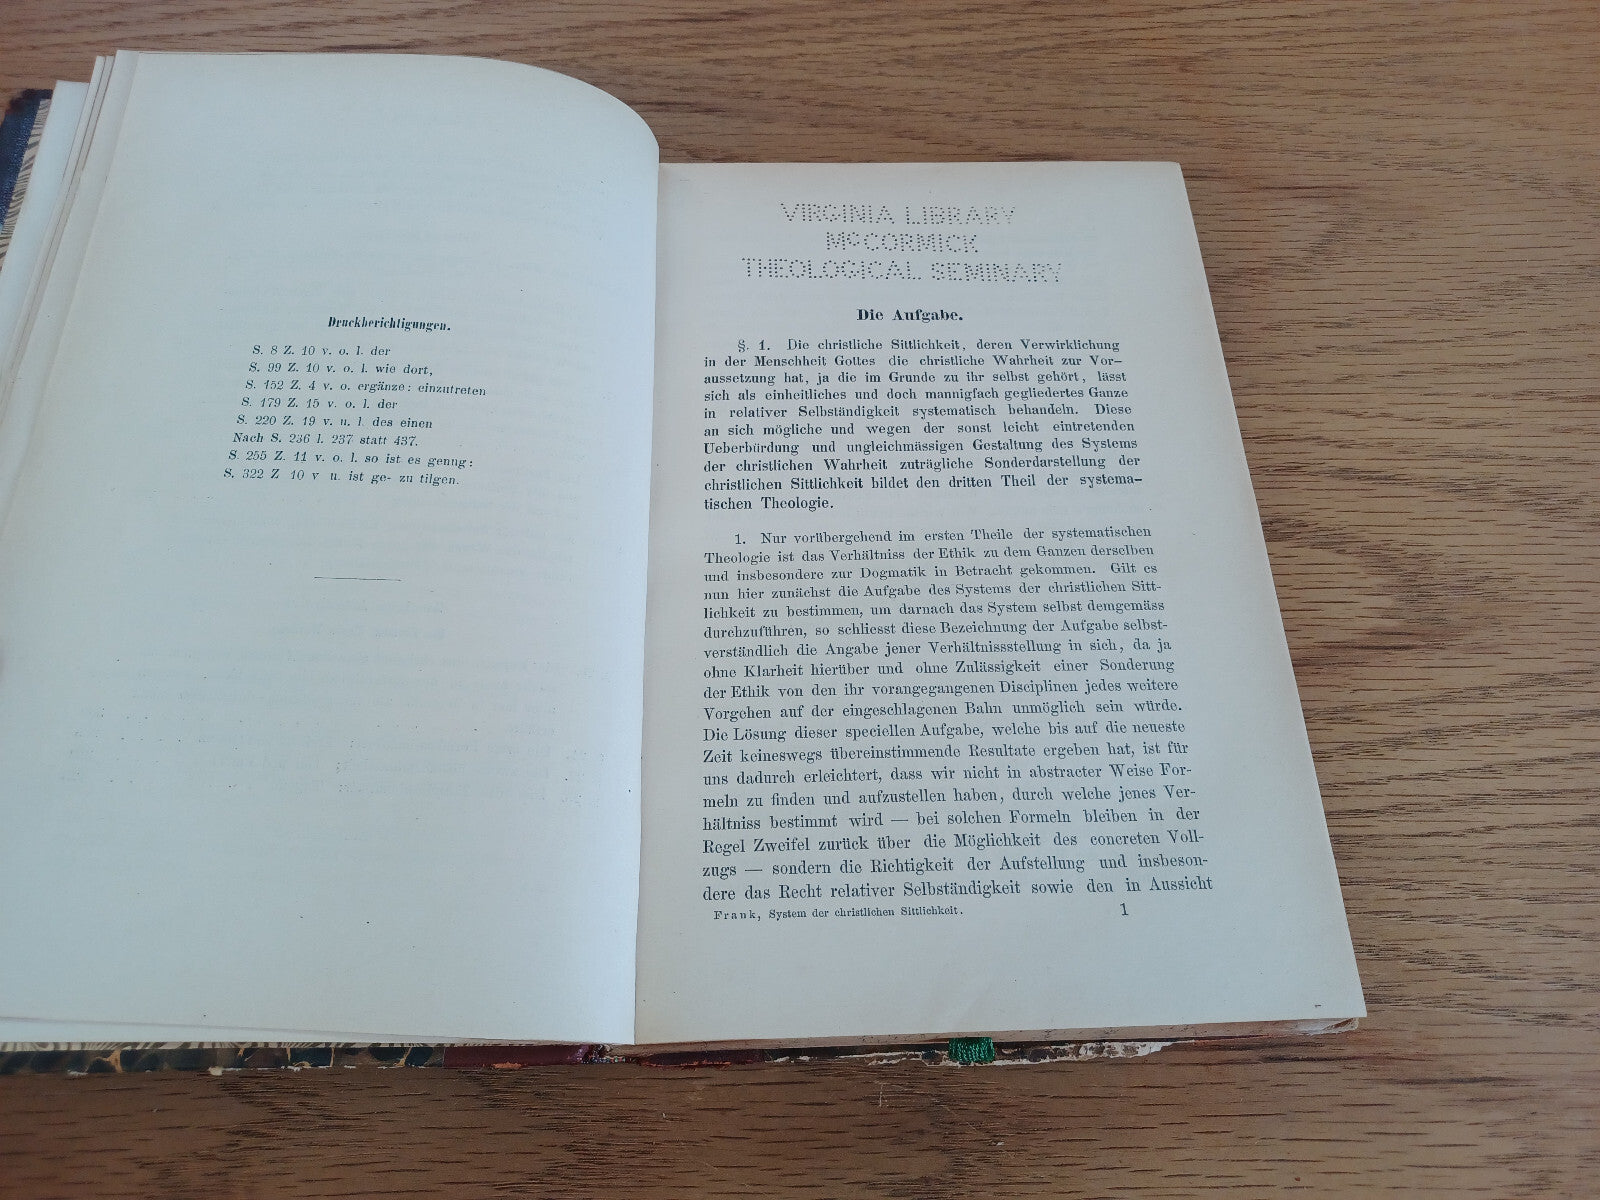 Druckberichtigungen.
S. 8 Z. 10 v. o. l. der
S. 99 Z. 10 v. o. l. wie dort,
S. 152 Z. 4 v. o. ergänze: einzutreten
S. 179 Z. 15 v. o. l. der
S. 220 Z. 19 v. u. l. des einen
Nach S. 236 l. 237 statt 437.
S. 255 Z. 11 v. o. l. so ist es genug:
S. 322 Z 10 v u. ist ge- zu tilgen.
VIRGINIA LIBRARY
McCORMICK
THEOLOGICAL SEMINARY
Die Aufgabe.
§. 1. Die christliche Sittlichkeit, deren Verwirklichung
in der Menschheit Gottes die christliche Wahrheit zur Vor-
aussetzung hat, ja die im Grunde zu ihr selbst gehört, lässt
sich als einheitliches und doch mannigfach gegliedertes Ganze
in relativer Selbständigkeit systematisch behandeln. Diese
an sich mögliche und wegen der sonst leicht eintretenden
Ueberbürdung und ungleichmässigen Gestaltung des Systems
der christlichen Wahrheit zuträgliche Sonderdarstellung der
christlichen Sittlichkeit bildet den dritten Theil der systema-
tischen Theologie.
1. Nur vorübergehend im ersten Theile der systematischen
Theologie ist das Verhältniss der Ethik zu dem Ganzen derselben
und insbesondere zur Dogmatik in Betracht gekommen. Gilt es
nun hier zunächst die Aufgabe des Systems der christlichen Sitt-
lichkeit zu bestimmen, um darnach das System selbst demgemäss
durchzuführen, so schliesst diese Bezeichnung der Aufgabe selbst-
verständlich die Angabe jener Verhältnissstellung in sich, da ja
ohne Klarheit hierüber und ohne Zulässigkeit einer Sonderung
der Ethik von den ihr vorangegangenen Disciplinen jedes weitere
Vorgehen auf der eingeschlagenen Bahn unmöglich sein würde.
Die Lösung dieser speciellen Aufgabe, welche bis auf die neueste
Zeit keineswegs übereinstimmende Resultate ergeben hat, ist für
uns dadurch erleichtert, dass wir nicht in abstracter Weise For-
meln zu finden und aufzustellen haben, durch welche jenes Ver-
hältniss bestimmt wird — bei solchen Formeln bleiben in der
Regel Zweifel zurück über die Möglichkeit des concreten Voll-
zugs — sondern die Richtigkeit der Aufstellung und insbeson-
dere das Recht relativer Selbständigkeit sowie den in Aussicht
Frank, System der christlichen Sittlichkeit. 1